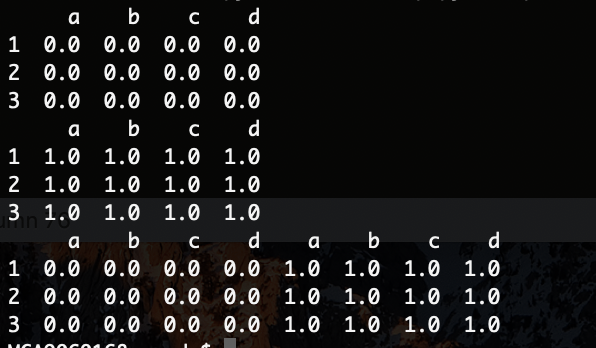 a b c d
1 0.0 0.0 0.0 0.0
2 0.0 0.0 0.0 0.0
3 0.0 0.0 0.0 0.0
a b c d
1 1.0 1.0 1.0 1.0
2 1.0 1.0 1.0 1.0
3 1.0 1.0 1.0 1.0
a b c d a b c d
1 0.0 0.0 0.0 0.0 1.0 1.0 1.0 1.0
2 0.0 0.0 0.0 0.0 1.0 1.0 1.0 1.0
3 0.0 0.0 0.0 0.0 1.0 1.0 1.0 1.0